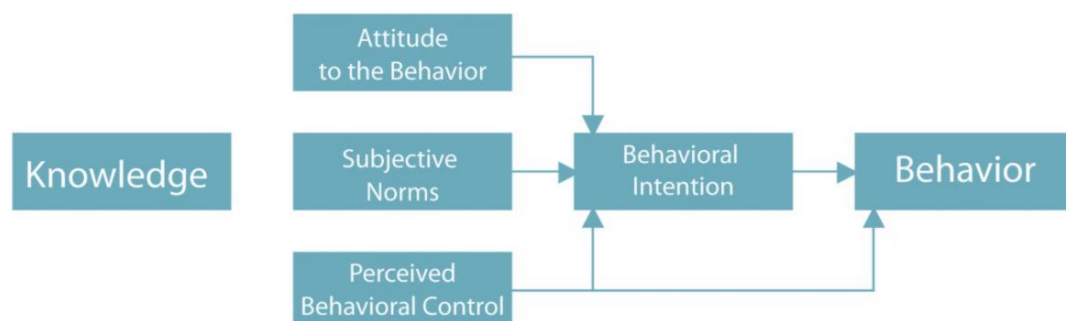 Attitude
to the Behavior
Knowledge
Subjective
Norms
Behavioral
Intention
Behavior
Perceived
Behavioral Control